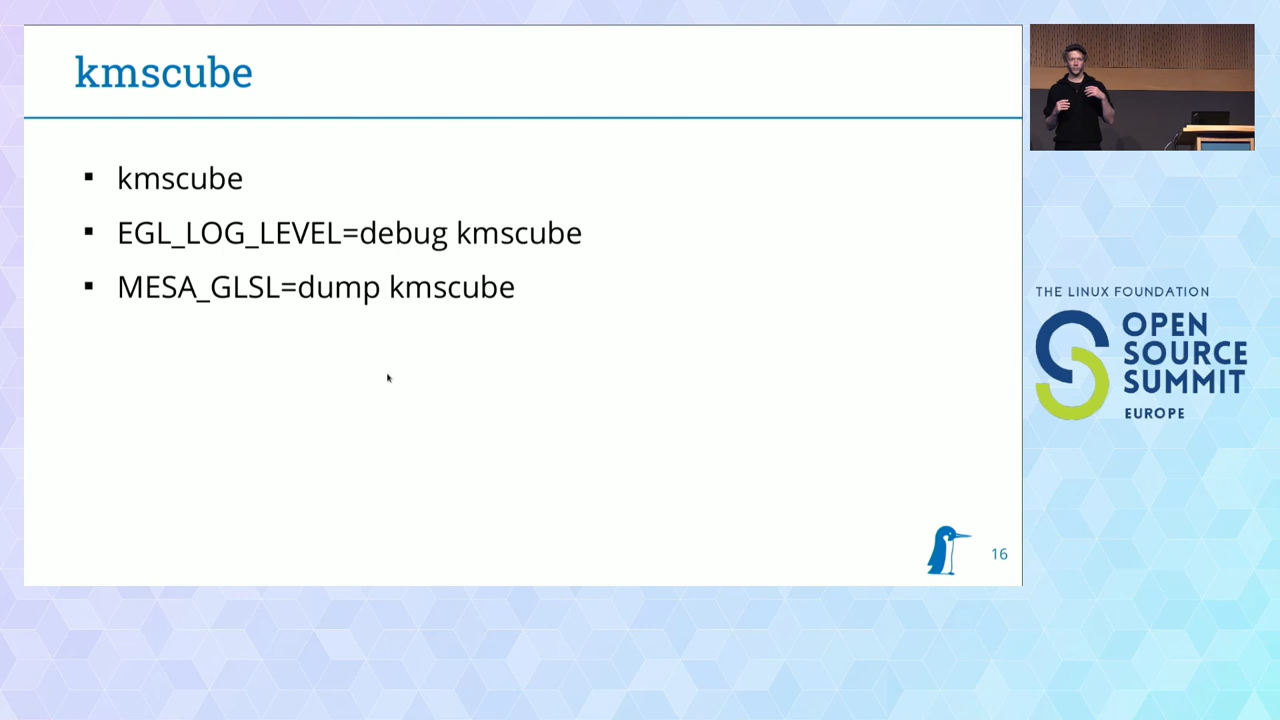 kmscube
▪ kmscube
▪ EGL_LOG_LEVEL=debug kmscube
▪ MESA_GLSL=dump kmscube
16
THE LINUX FOUNDATION
OPEN
SOURCE
SUMMIT
EUROPE